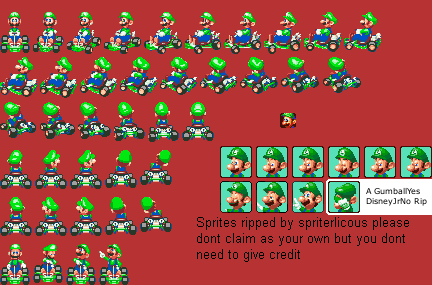 A GumballYes
DisneyJrNo Rip
Sprites ripped by spriterlicous please
dont claim as your own but you dont
need to give credit